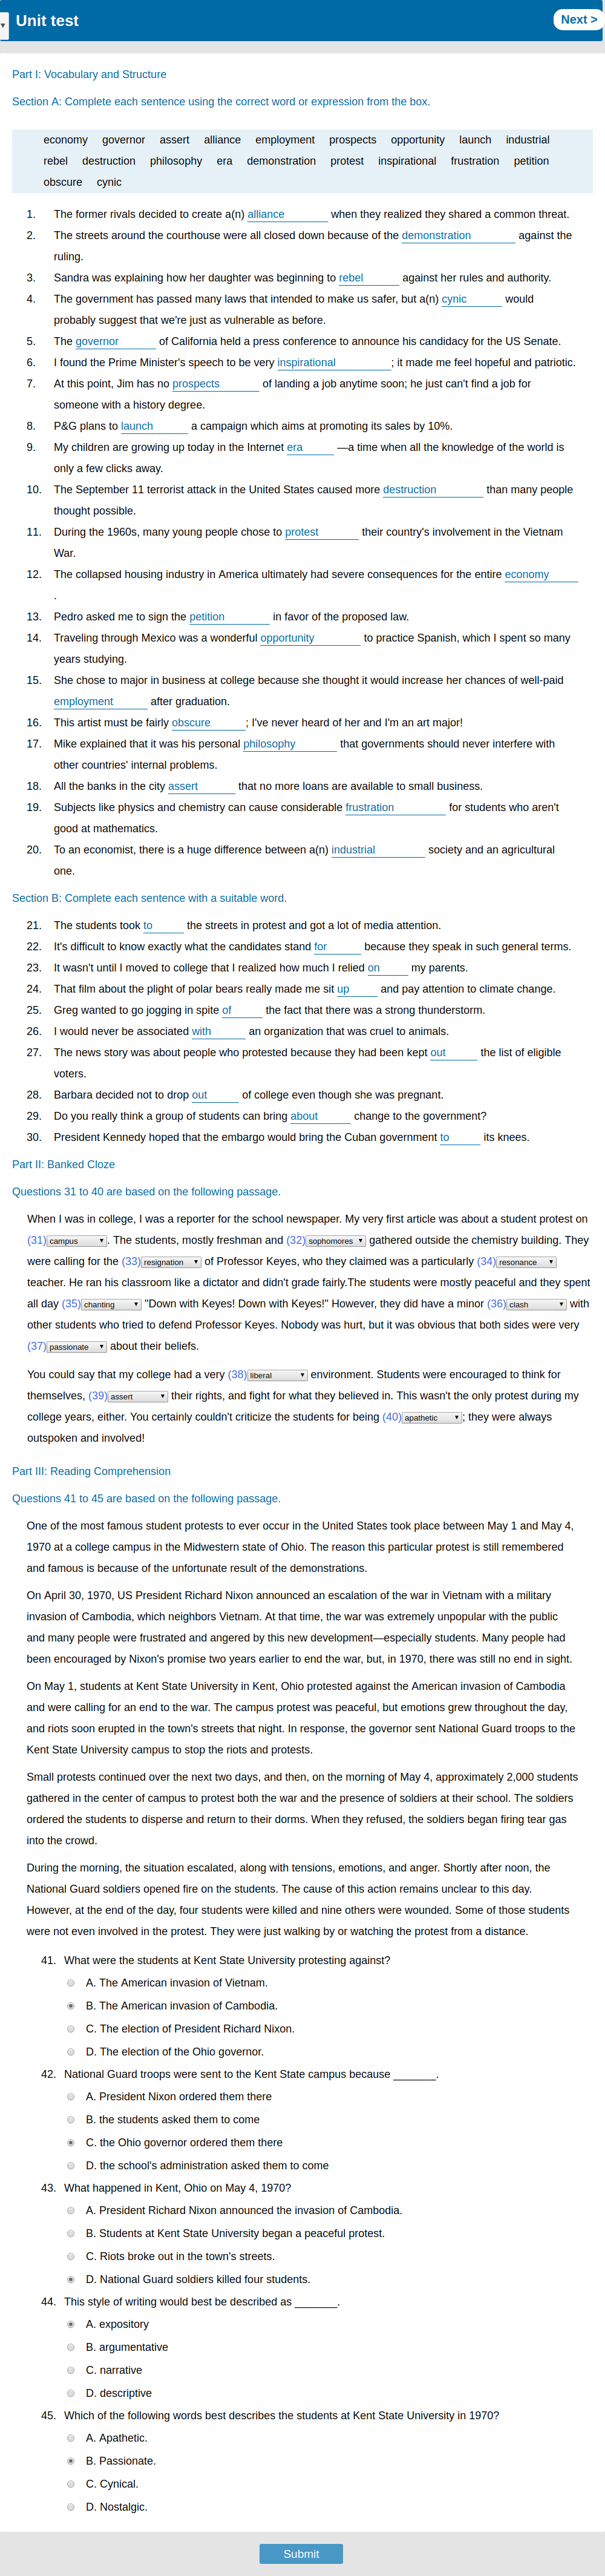 Unit test
Next >
Part I: Vocabulary and Structure
Section A: Complete each sentence using the correct word or expression from the box.
economy governor assert alliance employment prospects opportunity launch industrial
rebel destruction philosophy era demonstration protest inspirational frustration petition
obscure cynic
1. The former rivals decided to create a(n) alliance when they realized they shared a common threat.
2. The streets around the courthouse were all closed down because of the demonstration against the
ruling.
3. Sandra was explaining how her daughter was beginning to rebel against her rules and authority.
4. The government has passed many laws that intended to make us safer, but a(n) cynic would
probably suggest that we're just as vulnerable as before.
5. The governor of California held a press conference to announce his candidacy for the US Senate.
6. I found the Prime Minister's speech to be very inspirational ; it made me feel hopeful and patriotic.
7. At this point, Jim has no prospects of landing a job anytime soon; he just can't find a job for
someone with a history degree.
8. P&G plans to launch a campaign which aims at promoting its sales by 10%.
9. My children are growing up today in the Internet era —a time when all the knowledge of the world is
only a few clicks away.
10. The September 11 terrorist attack in the United States caused more destruction than many people
thought possible.
11. During the 1960s, many young people chose to protest their country's involvement in the Vietnam
War.
12. The collapsed housing industry in America ultimately had severe consequences for the entire economy
.
13. Pedro asked me to sign the petition in favor of the proposed law.
14. Traveling through Mexico was a wonderful opportunity to practice Spanish, which I spent so many
years studying.
15. She chose to major in business at college because she thought it would increase her chances of well-paid
employment after graduation.
16. This artist must be fairly obscure ; I've never heard of her and I'm an art major!
17. Mike explained that it was his personal philosophy that governments should never interfere with
other countries' internal problems.
18. All the banks in the city assert that no more loans are available to small business.
19. Subjects like physics and chemistry can cause considerable frustration for students who aren't
good at mathematics.
20. To an economist, there is a huge difference between a(n) industrial society and an agricultural
one.
Section B: Complete each sentence with a suitable word.
21. The students took to the streets in protest and got a lot of media attention.
22. It's difficult to know exactly what the candidates stand for because they speak in such general terms.
23. It wasn't until I moved to college that I realized how much I relied on my parents.
24. That film about the plight of polar bears really made me sit up and pay attention to climate change.
25. Greg wanted to go jogging in spite of the fact that there was a strong thunderstorm.
26. I would never be associated with an organization that was cruel to animals.
27. The news story was about people who protested because they had been kept out the list of eligible
voters.
28. Barbara decided not to drop out of college even though she was pregnant.
29. Do you really think a group of students can bring about change to the government?
30. President Kennedy hoped that the embargo would bring the Cuban government to its knees.
Part II: Banked Cloze
Questions 31 to 40 are based on the following passage.
When I was in college, I was a reporter for the school newspaper. My very first article was about a student protest on
(31) campus . The students, mostly freshman and (32) sophomores gathered outside the chemistry building. They
were calling for the (33) resignation of Professor Keyes, who they claimed was a particularly (34) resonance
teacher. He ran his classroom like a dictator and didn't grade fairly.The students were mostly peaceful and they spent
all day (35) chanting "Down with Keyes! Down with Keyes!" However, they did have a minor (36) clash with
other students who tried to defend Professor Keyes. Nobody was hurt, but it was obvious that both sides were very
(37) passionate about their beliefs.
You could say that my college had a very (38) liberal environment. Students were encouraged to think for
themselves, (39) assert their rights, and fight for what they believed in. This wasn't the only protest during my
college years, either. You certainly couldn't criticize the students for being (40) apathetic ; they were always
outspoken and involved!
Part III: Reading Comprehension
Questions 41 to 45 are based on the following passage.
One of the most famous student protests to ever occur in the United States took place between May 1 and May 4,
1970 at a college campus in the Midwestern state of Ohio. The reason this particular protest is still remembered
and famous is because of the unfortunate result of the demonstrations.
On April 30, 1970, US President Richard Nixon announced an escalation of the war in Vietnam with a military
invasion of Cambodia, which neighbors Vietnam. At that time, the war was extremely unpopular with the public
and many people were frustrated and angered by this new development—especially students. Many people had
been encouraged by Nixon's promise two years earlier to end the war, but, in 1970, there was still no end in sight.
On May 1, students at Kent State University in Kent, Ohio protested against the American invasion of Cambodia
and were calling for an end to the war. The campus protest was peaceful, but emotions grew throughout the day,
and riots soon erupted in the town's streets that night. In response, the governor sent National Guard troops to the
Kent State University campus to stop the riots and protests.
Small protests continued over the next two days, and then, on the morning of May 4, approximately 2,000 students
gathered in the center of campus to protest both the war and the presence of soldiers at their school. The soldiers
ordered the students to disperse and return to their dorms. When they refused, the soldiers began firing tear gas
into the crowd.
During the morning, the situation escalated, along with tensions, emotions, and anger. Shortly after noon, the
National Guard soldiers opened fire on the students. The cause of this action remains unclear to this day.
However, at the end of the day, four students were killed and nine others were wounded. Some of those students
were not even involved in the protest. They were just walking by or watching the protest from a distance.
41. What were the students at Kent State University protesting against?
A. The American invasion of Vietnam.
B. The American invasion of Cambodia.
C. The election of President Richard Nixon.
D. The election of the Ohio governor.
42. National Guard troops were sent to the Kent State campus because _______.
A. President Nixon ordered them there
B. the students asked them to come
C. the Ohio governor ordered them there
D. the school's administration asked them to come
43. What happened in Kent, Ohio on May 4, 1970?
A. President Richard Nixon announced the invasion of Cambodia.
B. Students at Kent State University began a peaceful protest.
C. Riots broke out in the town's streets.
D. National Guard soldiers killed four students.
44. This style of writing would best be described as _______.
A. expository
B. argumentative
C. narrative
D. descriptive
45. Which of the following words best describes the students at Kent State University in 1970?
A. Apathetic.
B. Passionate.
C. Cynical.
D. Nostalgic.
Submit